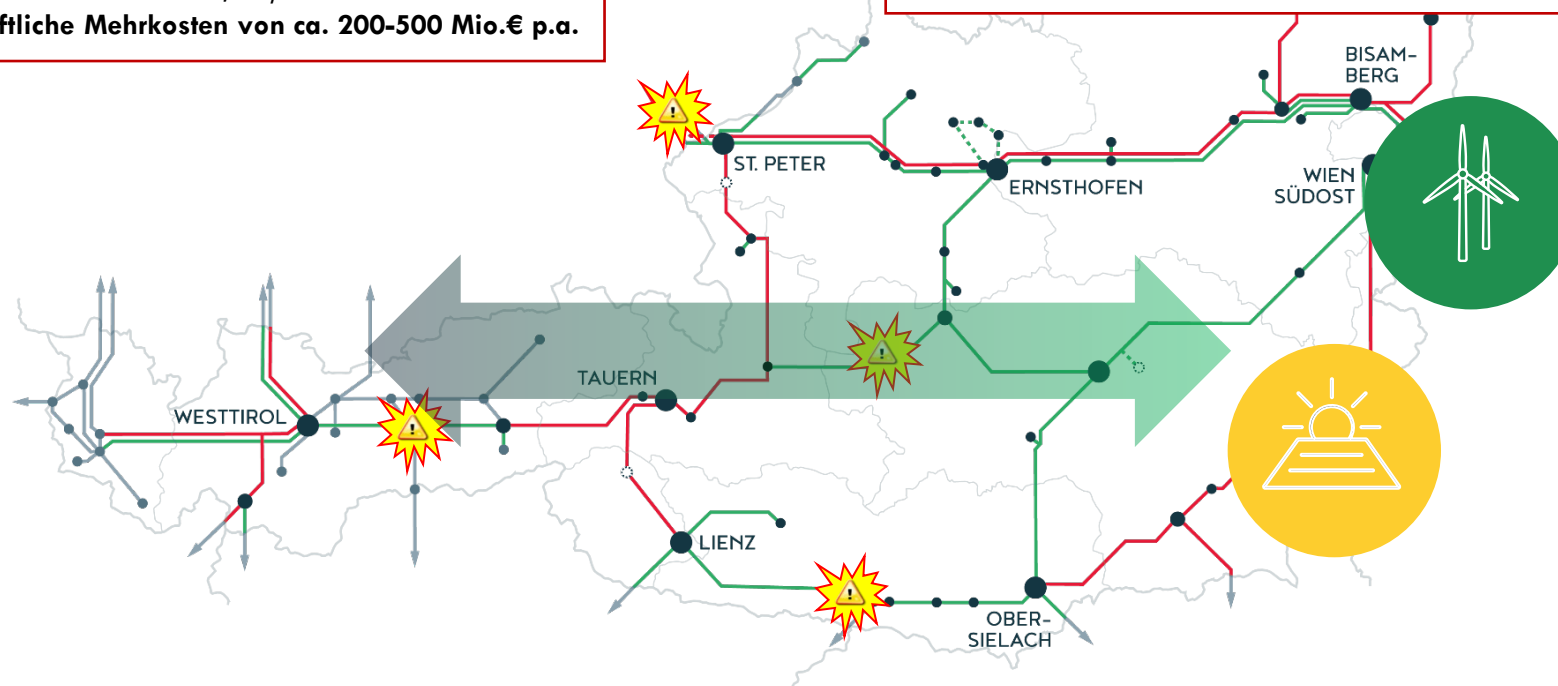 ftliche Mehrkosten von ca. 200-500 Mio.€ p.a.
BISAM-
BERG
ST. PETER
ERNSTHOFEN
WIEN
SÜDOST
TAUERN
WESTTIROL
LIENZ
OBER-
SIELACH